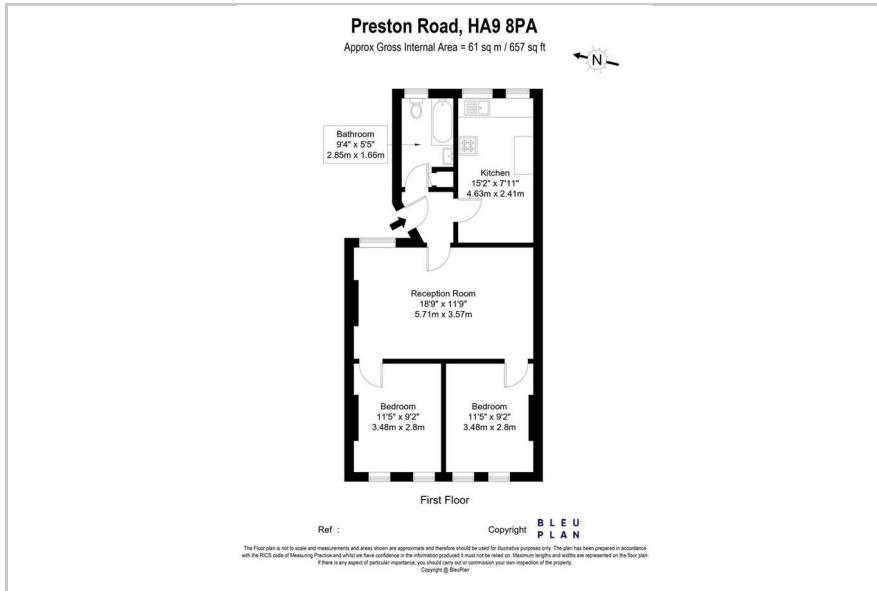 Preston Road, HA9 8PA
Approx Gross Internal Area = 61 sq m / 657 sq ft
N
Bathroom
9'4" x 5'5"
2.85m x 1.66m
Kitchen
15'2" x 7'11"
4.63m x 2.41m
Reception Room
18'9" x 11'9"
5.71m x 3.57m
Bedroom
11'5" x 9'2"
3.48m x 2.8m
Bedroom
11'5" x 9'2"
3.48m x 2.8m
First Floor
Ref :
Copyright
BLEU
PLAN
The Floor plan is not to scale and measurements and areas shown are approximate and therefore should be used for illustrative purposes only. The plan has been prepared in accordance
with the RICS code of Measuring Practice and whilst we have confidence in the information produced it must not be relied on. Maximum lengths and widths are represented on the floor plan.
If there is any aspect of particular importance, you should carry out or commission your own inspection of the property.
Copyright @ BleuPlan